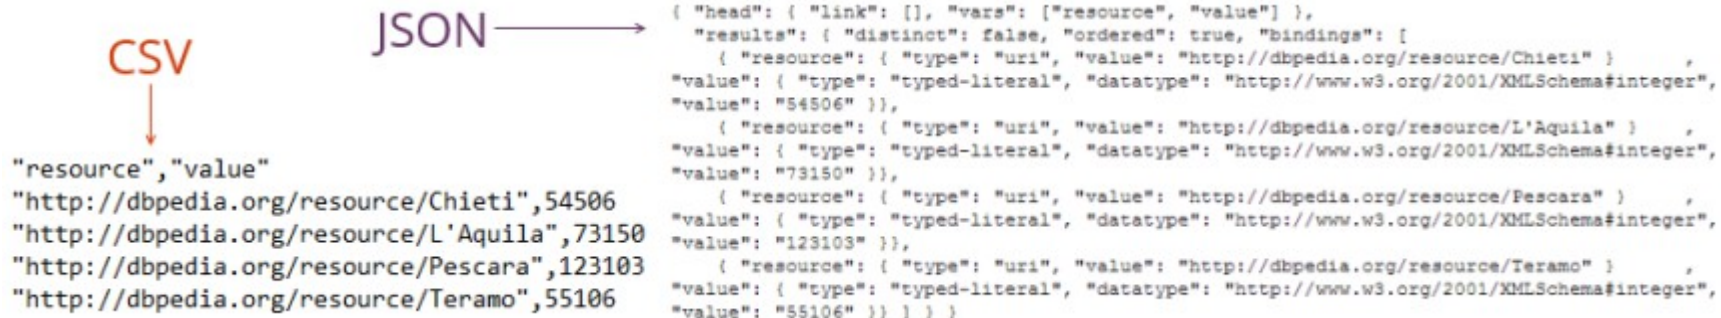 CSV
"resource","value"
"http://dbpedia.org/resource/Chieti",54506
"http://dbpedia.org/resource/L'Aquila",73150
"http://dbpedia.org/resource/Pescara",123103
"http://dbpedia.org/resource/Teramo",55106
JSON
{ "head": { "link": [], "vars": ["resource", "value"] },
"results": { "distinct": false, "ordered": true, "bindings": [
{ "resource": { "type": "uri", "value": "http://dbpedia.org/resource/Chieti" } ,
"value": { "type": "typed-literal", "datatype": "http://www.w3.org/2001/XMLSchema#integer",
"value": "54506" }},
{ "resource": { "type": "uri", "value": "http://dbpedia.org/resource/L'Aquila" } ,
"value": { "type": "typed-literal", "datatype": "http://www.w3.org/2001/XMLSchema#integer",
"value": "73150" }},
{ "resource": { "type": "uri", "value": "http://dbpedia.org/resource/Pescara" } ,
"value": { "type": "typed-literal", "datatype": "http://www.w3.org/2001/XMLSchema#integer",
"value": "123103" }},
{ "resource": { "type": "uri", "value": "http://dbpedia.org/resource/Teramo" } ,
"value": { "type": "typed-literal", "datatype": "http://www.w3.org/2001/XMLSchema#integer",
"value": "55106" }} ] } }